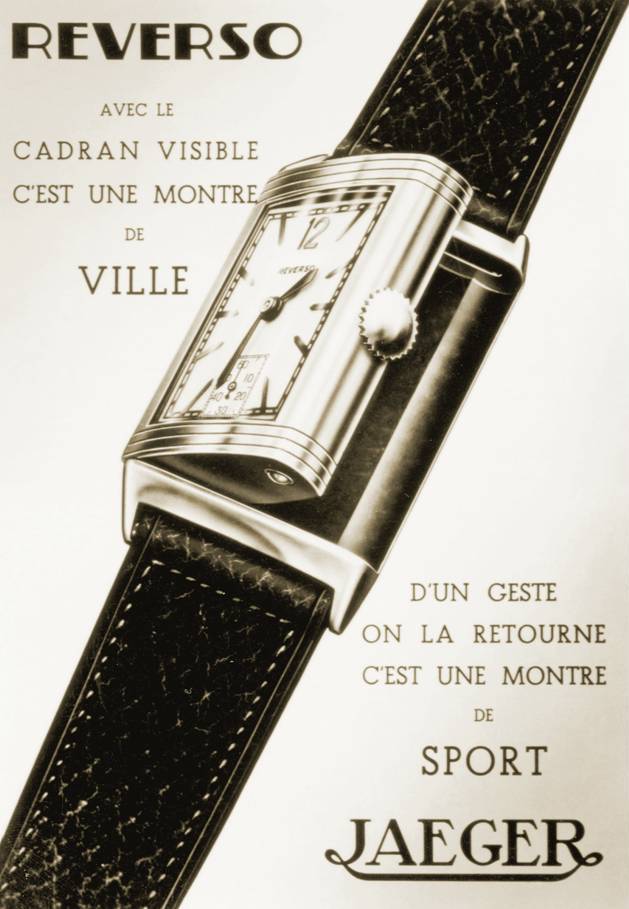 REVERSO
AVEC LE
CADRAN VISIBLE
C'EST UNE MONTRE
DE
VILLE
12
REVERSO
60
10
40 20
30
D'UN GESTE
ON LA RETOURNE
C'EST UNE MONTRE
DE
SPORT
JAEGER